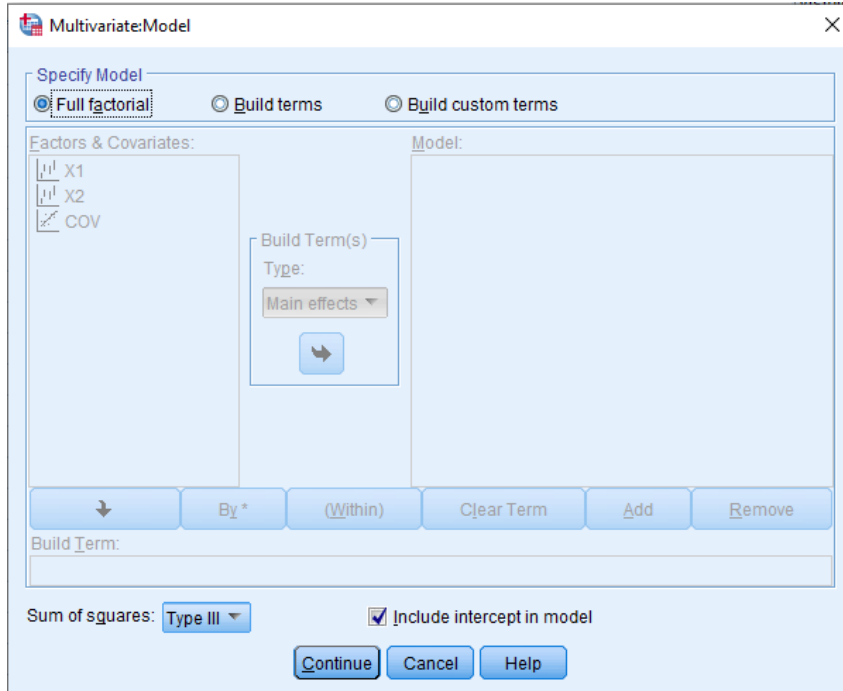 Multivariate:Model
Specify Model
Full factorial
Build terms
Build custom terms
Factors & Covariates:
Model:
X1
X2
COV
Build Term(s)
Type:
Main effects
By *
(Within)
Clear Term
Add
Remove
Build Term:
Sum of squares: Type III
Include intercept in model
Continue
Cancel
Help